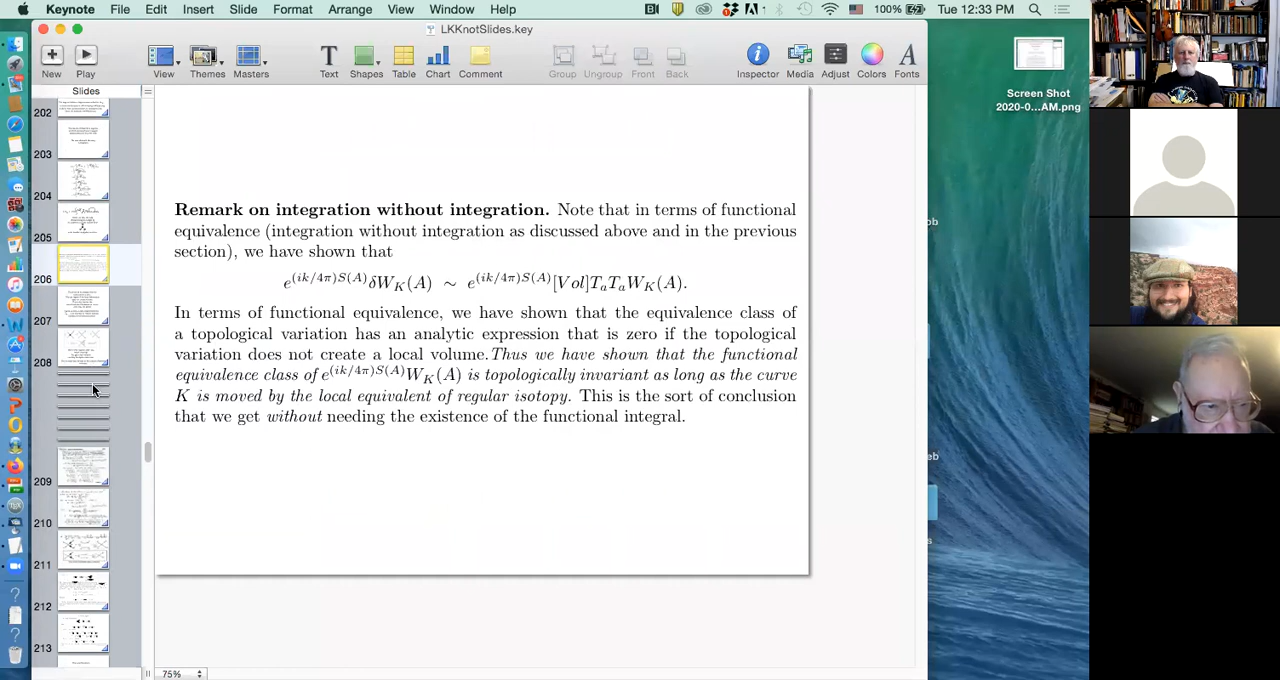 Keynote File Edit Insert Slide Format Arrange View Window Help 100% Tue 12:33 PM
LKKnotSlides.key
New Play View Themes Masters Text Shapes Table Chart Comment Group Ungroup Front Back Inspector Media Adjust Colors Fonts
Slides
202
203
204
205
206
207
208
209
210
211
212
213
Remark on integration without integration. Note that in terms of functional
equivalence (integration without integration as discussed above and in the previous
section), we have shown that
e^{(ik/4π)S(A)}δW_K(A) ∼ e^{(ik/4π)S(A)}[Vol]T_aT_aW_K(A).
In terms of functional equivalence, we have shown that the equivalence class of
a topological variation has an analytic expression that is zero if the topological
variation does not create a local volume. Thus we have shown that the functional
equivalence class of e^{(ik/4π)S(A)}W_K(A) is topologically invariant as long as the curve
K is moved by the local equivalent of regular isotopy. This is the sort of conclusion
that we get without needing the existence of the functional integral.
75%
Screen Shot
2020-0...AM.png